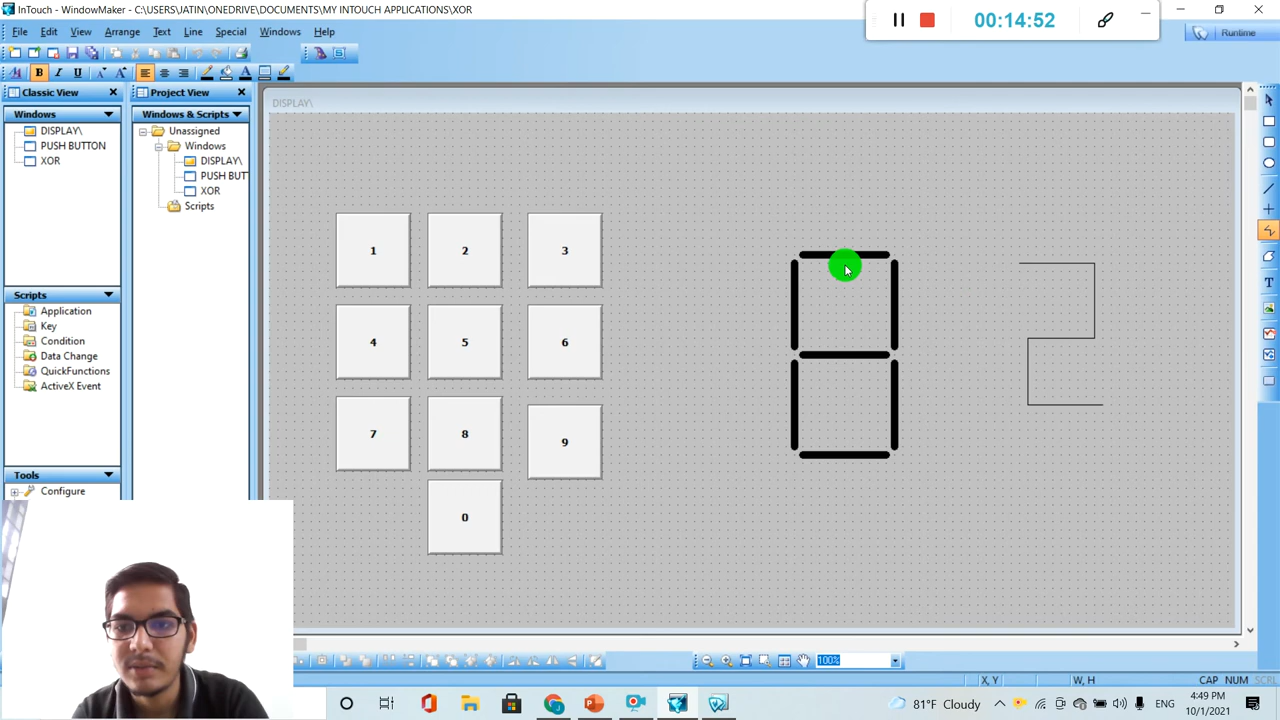 InTouch - WindowMaker - C:\USERS\JATIN\ONEDRIVE\DOCUMENTS\MY INTOUCH APPLICATIONS\XOR
00:14:52
File Edit View Arrange Text Line Special Windows Help
Runtime
B I U A A A
Classic View
Project View
DISPLAY\
Windows
Windows & Scripts
DISPLAY\
PUSH BUTTON
XOR
Unassigned
Windows
DISPLAY\
PUSH BUT
XOR
Scripts
1 2 3
4 5 6
7 8 9
0
Scripts
Application
Key
Condition
Data Change
QuickFunctions
ActiveX Event
Tools
Configure
T
100%
X, Y W, H CAP NUM SCRL
81°F Cloudy
ENG
4:49 PM
10/1/2021